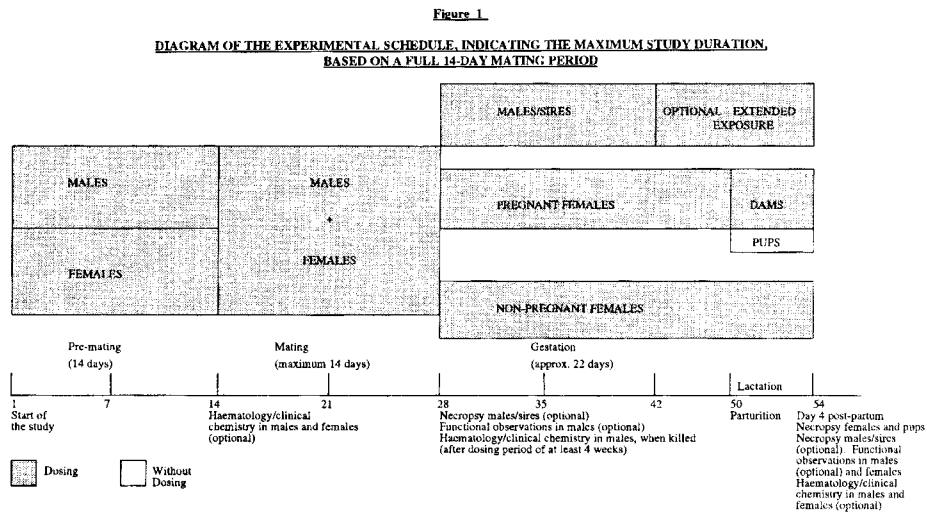 Figure 1
DIAGRAM OF THE EXPERIMENTAL SCHEDULE, INDICATING THE MAXIMUM STUDY DURATION,
BASED ON A FULL 14-DAY MATING PERIOD
MALES/SIRES
OPTIONAL EXTENDED
EXPOSURE
MALES
MALES
+
FEMALES
FEMALES
PREGNANT FEMALES
DAMS
PUPS
NON-PREGNANT FEMALES
Pre-mating
(14 days)
Mating
(maximum 14 days)
Gestation
(approx. 22 days)
Lactation
1 7 14 21 28 35 42 50 54
Start of
the study
Haematology/clinical
chemistry in males and females
(optional)
Necropsy males/sires (optional)
Functional observations in males (optional)
Haematology/clinical chemistry in males, when killed
(after dosing period of at least 4 weeks)
Parturition
Day 4 post-partum
Necropsy females and pups
Necropsy males/sircs
(optional). Functional
observations in males
(optional) and females
Haematology/clinical
chemistry in males and
females (optional)
Dosing
Without
Dosing